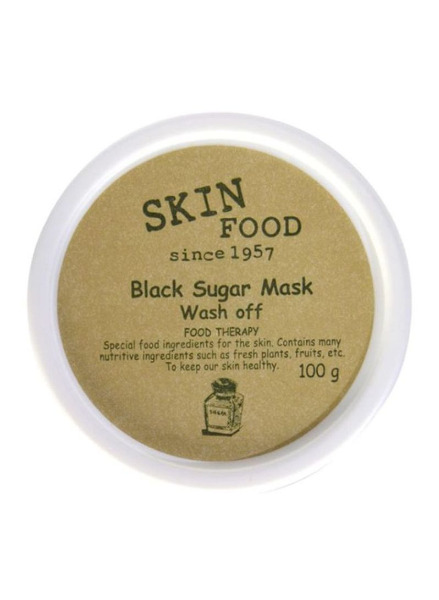 SKIN
FOOD
since 1957
Black Sugar Mask
Wash off
FOOD THERAPY
Special food ingredients for the skin. Contains many
nutritive ingredients such as fresh plants, fruits, etc.
To keep our skin healthy.
100 g